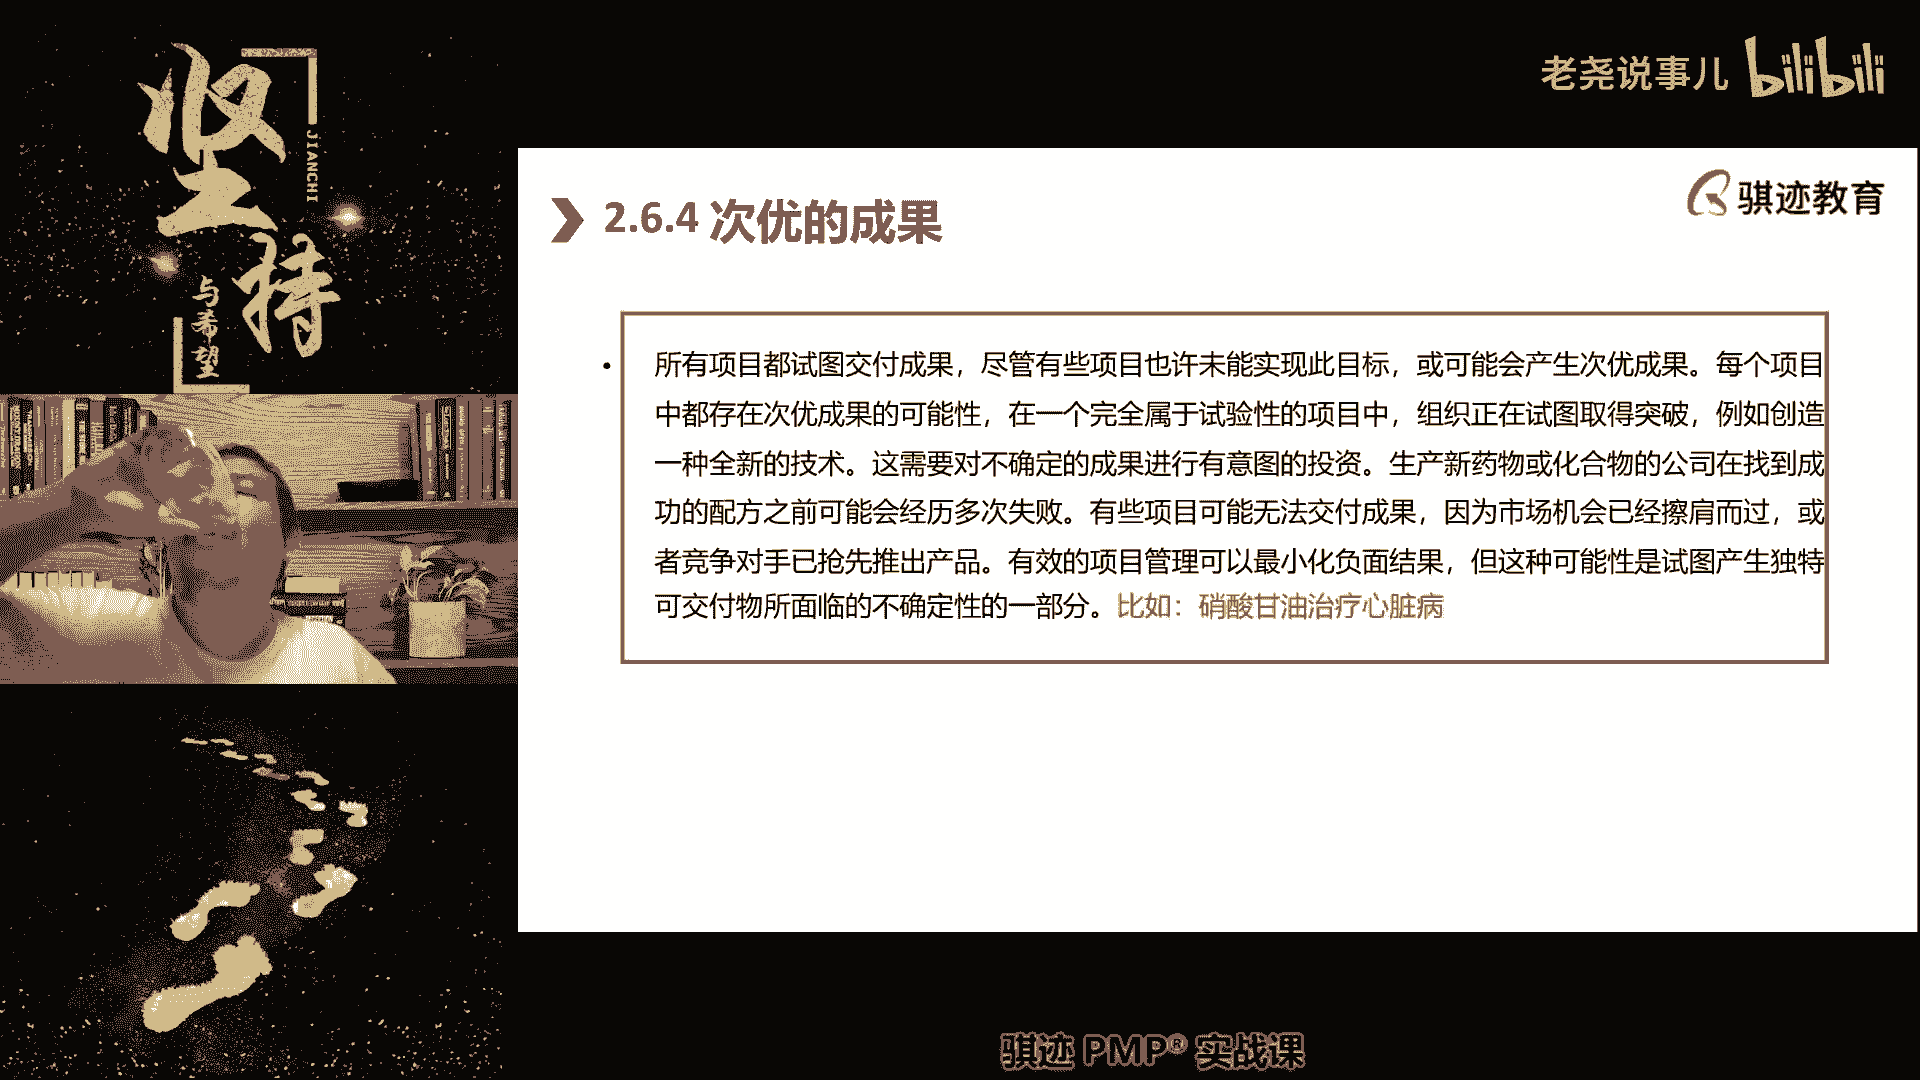 坚
持
JIANCHI
与希望
老尧说事儿 bilibili
骐迹教育
2.6.4 次优的成果
• 所有项目都试图交付成果，尽管有些项目也许未能实现此目标，或可能会产生次优成果。每个项目
中都存在次优成果的可能性，在一个完全属于试验性的项目中，组织正在试图取得突破，例如创造
一种全新的技术。这需要对不确定的成果进行有意图的投资。生产新药物或化合物的公司在找到成
功的配方之前可能会经历多次失败。有些项目可能无法交付成果，因为市场机会已经擦肩而过，或
者竞争对手已抢先推出产品。有效的项目管理可以最小化负面结果，但这种可能性是试图产生独特
可交付物所面临的不确定性的一部分。比如：硝酸甘油治疗心脏病
骐迹 PMP® 实战课